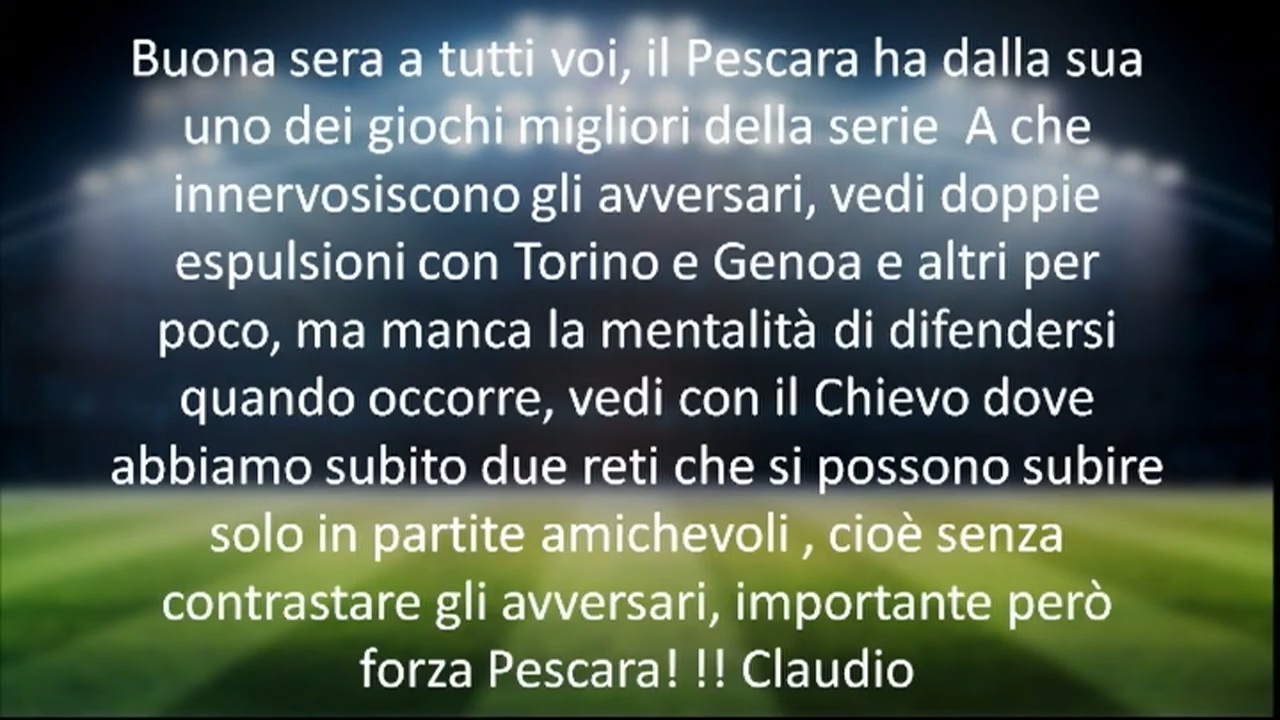 Buona sera a tutti voi, il Pescara ha dalla sua
uno dei giochi migliori della serie  A che
innervosiscono gli avversari, vedi doppie
espulsioni con Torino e Genoa e altri per
poco, ma manca la mentalità di difendersi
quando occorre, vedi con il Chievo dove
abbiamo subito due reti che si possono subire
solo in partite amichevoli , cioè senza
contrastare gli avversari, importante però
forza Pescara! !! Claudio